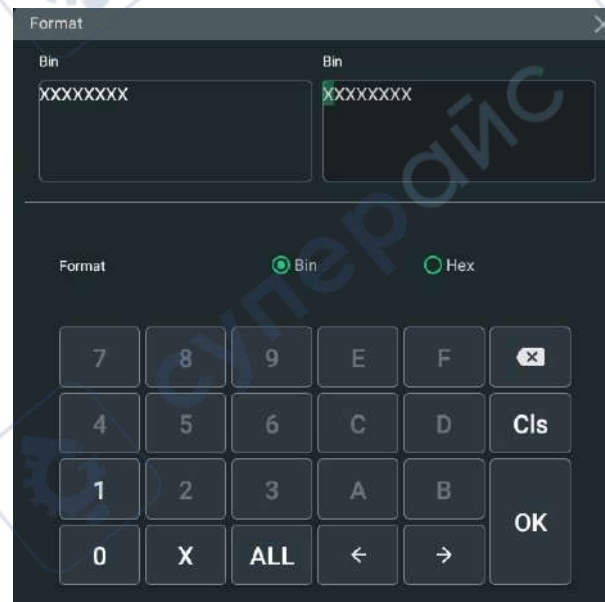 Format
Bin Bin
XXXXXXXX XXXXXXXX
Format Bin Hex
7 8 9 E F
4 5 6 C D Cls
1 2 3 A B
OK
0 X ALL ← →
суперайс